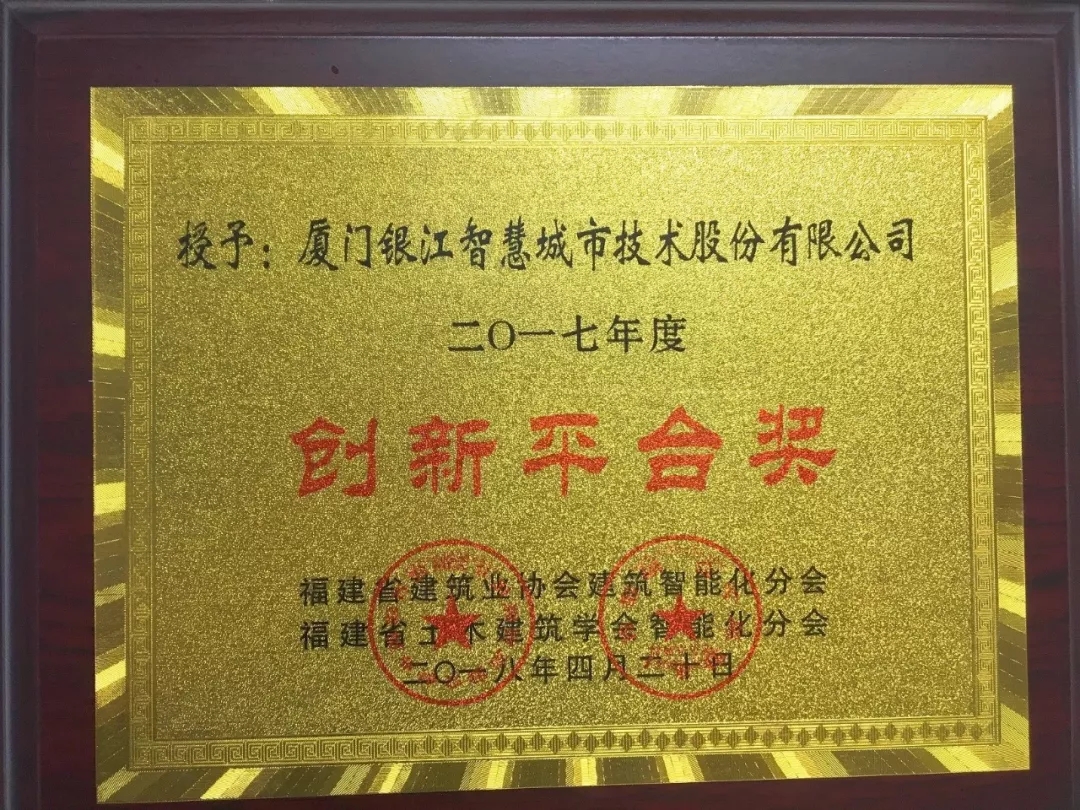 授予：厦门银江智慧城市技术股份有限公司
二〇一七年度
创新平台奖
福建省建筑业协会建筑智能化分会
福建省土木建筑学会智能化分会
二〇一八年四月二十日